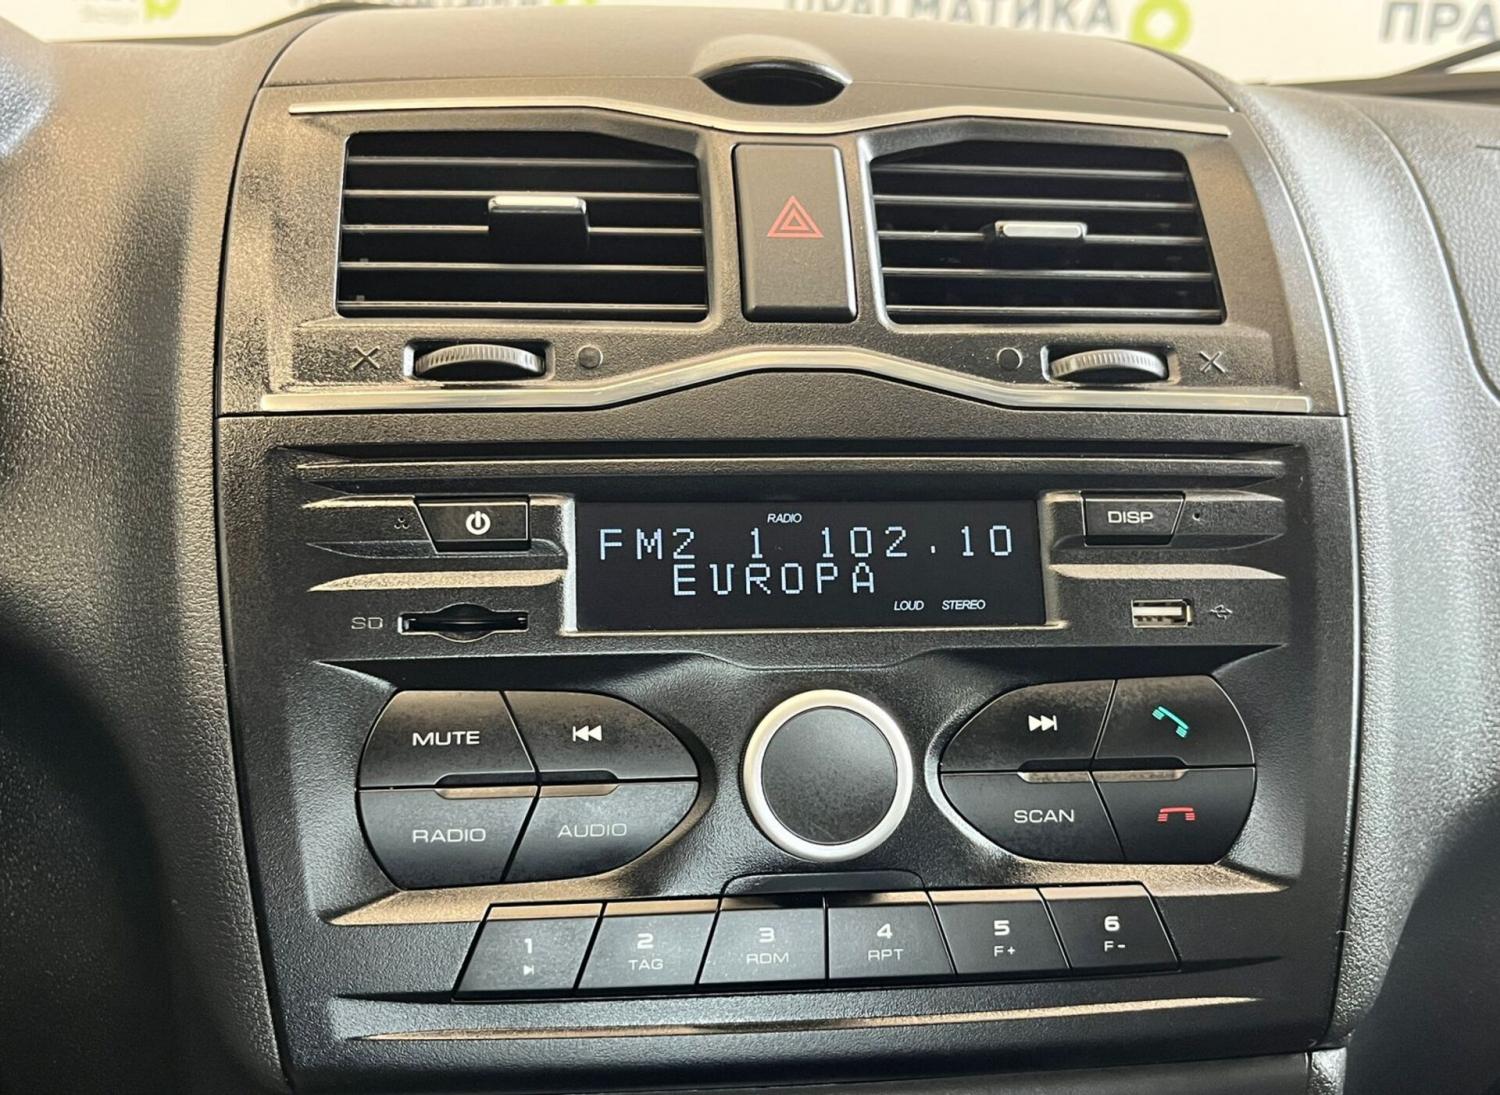 ПРАГМАТИКА
ПРА
RADIO
FM2 1 102.10
EUROPA
LOUD STEREO
DISP
SD
MUTE
RADIO
AUDIO
SCAN
1
2 TAG
3 RDM
4 RPT
5 F+
6 F-